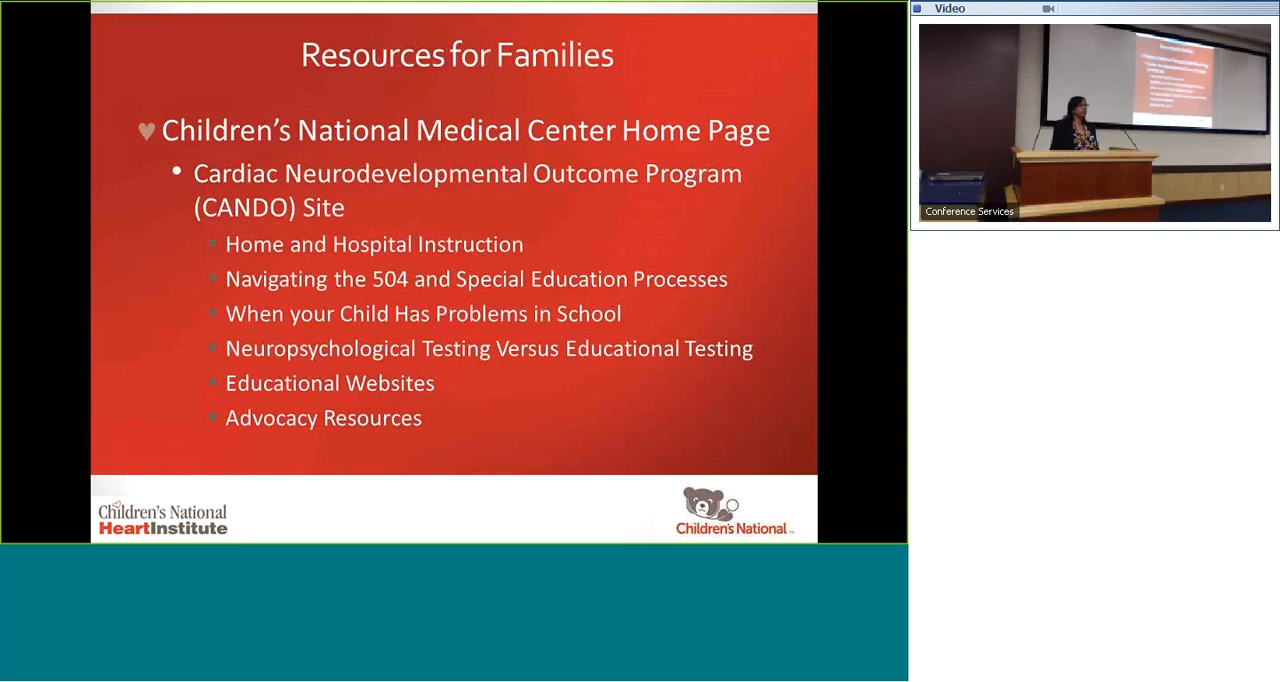 Resources for Families
Children's National Medical Center Home Page
Cardiac Neurodevelopmental Outcome Program
(CANDO) Site
Home and Hospital Instruction
Navigating the 504 and Special Education Processes
When your Child Has Problems in School
Neuropsychological Testing Versus Educational Testing
Educational Websites
Advocacy Resources
Children's National
HeartInstitute
Children's National
Video
Conference Services